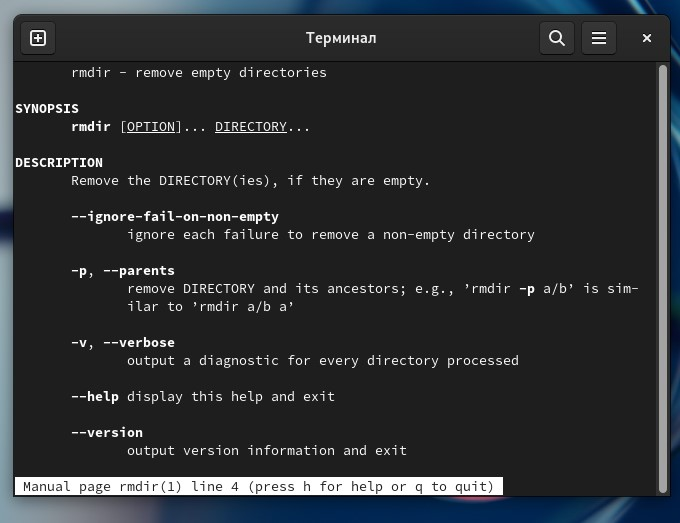 Терминал
rmdir - remove empty directories
SYNOPSIS
rmdir [OPTION]... DIRECTORY...
DESCRIPTION
Remove the DIRECTORY(ies), if they are empty.
--ignore-fail-on-non-empty
ignore each failure to remove a non-empty directory
-p, --parents
remove DIRECTORY and its ancestors; e.g., ’rmdir -p a/b’ is sim-
ilar to ’rmdir a/b a’
-v, --verbose
output a diagnostic for every directory processed
--help display this help and exit
--version
output version information and exit
Manual page rmdir(1) line 4 (press h for help or q to quit)